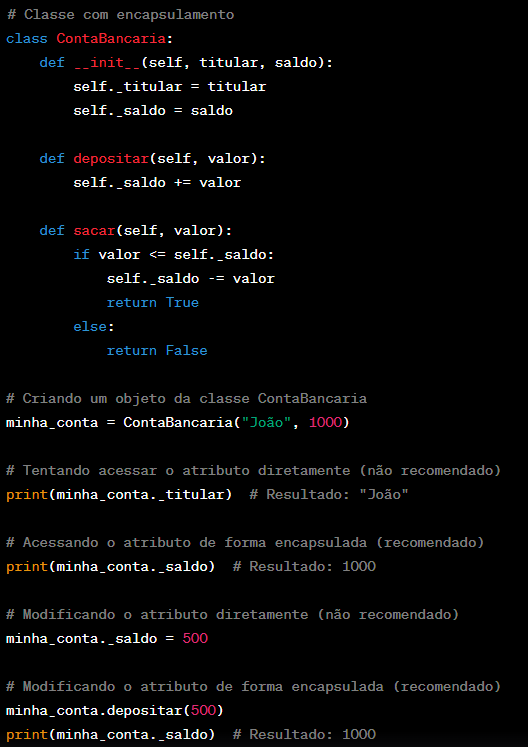 # Classe com encapsulamento
class ContaBancaria:
    def __init__(self, titular, saldo):
        self._titular = titular
        self._saldo = saldo

    def depositar(self, valor):
        self._saldo += valor

    def sacar(self, valor):
        if valor <= self._saldo:
            self._saldo -= valor
            return True
        else:
            return False

# Criando um objeto da classe ContaBancaria
minha_conta = ContaBancaria("João", 1000)

# Tentando acessar o atributo diretamente (não recomendado)
print(minha_conta._titular)  # Resultado: "João"

# Acessando o atributo de forma encapsulada (recomendado)
print(minha_conta._saldo)  # Resultado: 1000

# Modificando o atributo diretamente (não recomendado)
minha_conta._saldo = 500

# Modificando o atributo de forma encapsulada (recomendado)
minha_conta.depositar(500)
print(minha_conta._saldo)  # Resultado: 1000